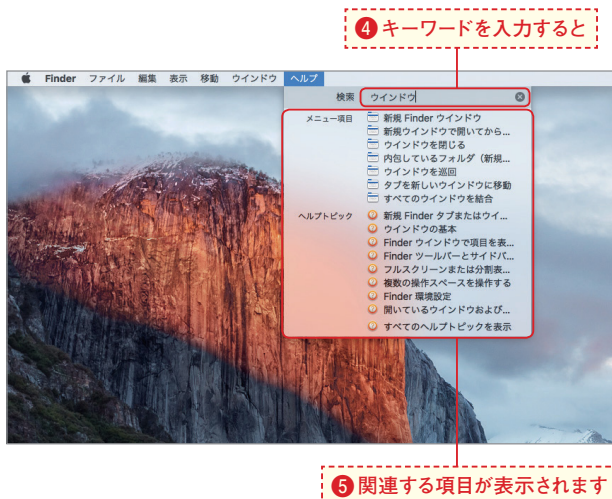 ❹キーワードを入力すると
Finder ファイル 編集 表示 移動 ウインドウ ヘルプ
検索 ウインドウ
メニュー項目 新規 Finder ウインドウ
新規ウインドウで開いてから...
ウインドウを閉じる
内包しているフォルダ（新規...
ウインドウを巡回
タブを新しいウインドウに移動
すべてのウインドウを結合
ヘルプトピック 新規 Finder タブまたはウイ...
ウインドウの基本
Finder ウインドウで項目を表...
Finder ツールバーとサイドバ...
フルスクリーンまたは分割表...
複数の操作スペースを操作する
Finder 環境設定
開いているウインドウおよび...
すべてのヘルプトピックを表示
❺関連する項目が表示されます